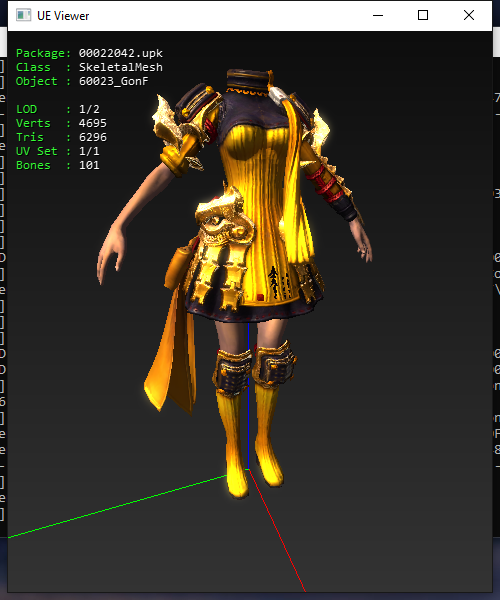 UE Viewer
Package: 00022042.upk
Class : SkeletalMesh
Object : 60023_GonF
LOD : 1/2
Verts : 4695
Tris : 6296
UV Set : 1/1
Bones : 101